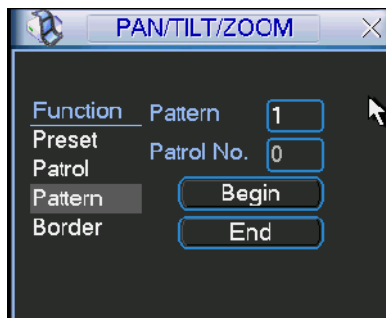 PAN/TILT/ZOOM
Function
Pattern 1
Preset
Patrol No. 0
Patrol
Pattern
Begin
Border
End